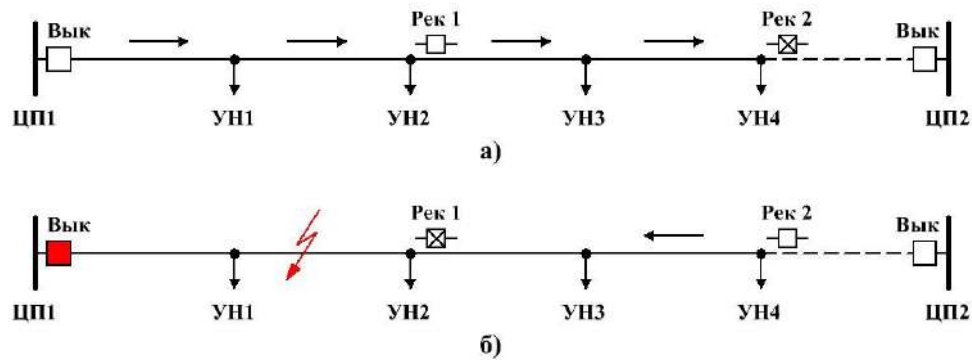 Вык Рек 1 Рек 2 Вык
ЦП1 УН1 УН2 УН3 УН4 ЦП2
а)
Вык Рек 1 Рек 2 Вык
ЦП1 УН1 УН2 УН3 УН4 ЦП2
б)